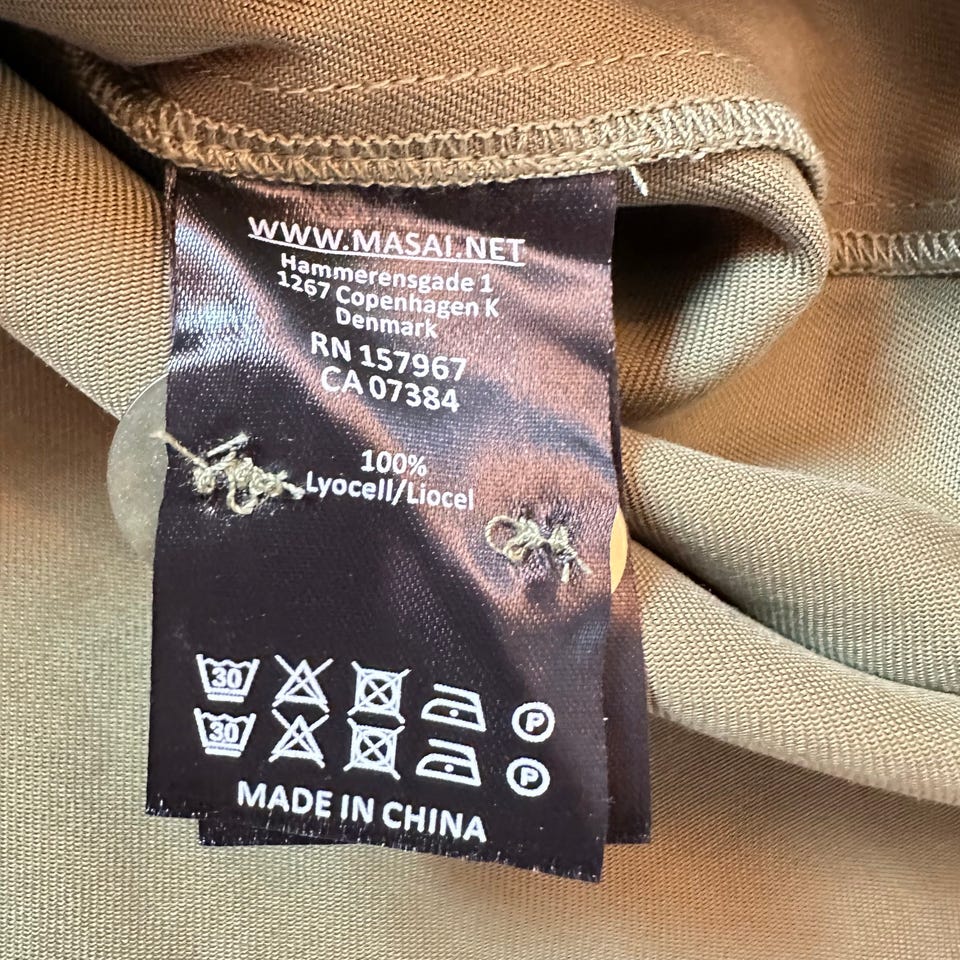 WWW.MASAI.NET
Hammerensgade 1
1267 Copenhagen K
Denmark
RN 157967
CA 07384
100%
Lyocell/Liocel
30 P
30 P
MADE IN CHINA